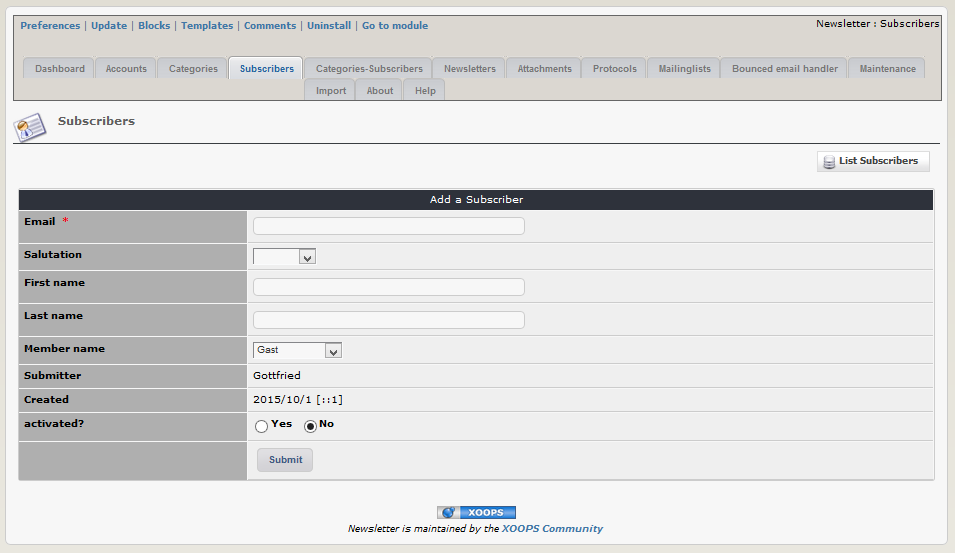 Preferences | Update | Blocks | Templates | Comments | Uninstall | Go to module
Newsletter : Subscribers
Dashboard Accounts Categories Subscribers Categories-Subscribers Newsletters Attachments Protocols Mailinglists Bounced email handler Maintenance
Import About Help
Subscribers
List Subscribers
Add a Subscriber
Email *
Salutation
First name
Last name
Member name Gast
Submitter Gottfried
Created 2015/10/1 [::1]
activated? Yes No
Submit
XOOPS
Newsletter is maintained by the XOOPS Community